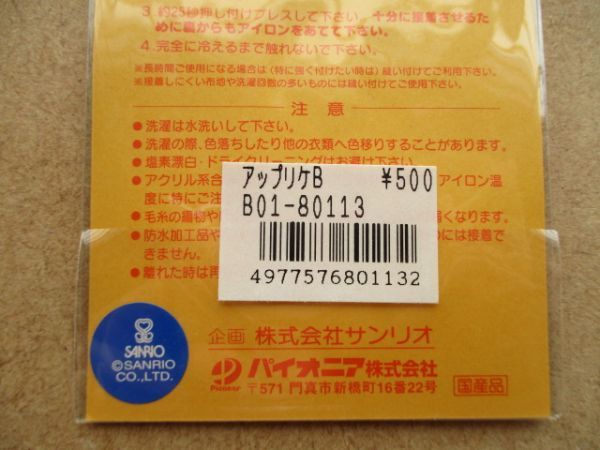 3. 約25秒押し付けプレスして下さい。十分に接着させるた
めに裏からもアイロンをあてて下さい。
4. 完全に冷えるまで触れないで下さい。
※長時間ご使用になる場合は（特に強く付けたい時は）縫い付けてご利用下さい。
※接着しにくい布地や洗濯回数の多いものには縫い付けてご使用下さい。
注 意
●洗濯は水洗いして下さい。
●洗濯の際、色落ちしたり他の衣類へ色移りすることがあります。
●塩素漂白・ドライクリーニングはお避け下さい。
●アクリル系合 アイロン温
度に特にご注
●毛糸の織物や 弱くなります。
●防水加工品や のには接着で
きません。
●離れた時は再
アップリケB ¥500
B01-80113
4977576801132
SANRIO
©SANRIO
CO.,LTD.
企画 株式会社サンリオ
Pioneer パイオニア株式会社
〒571 門真市新橋町16番22号
国産品